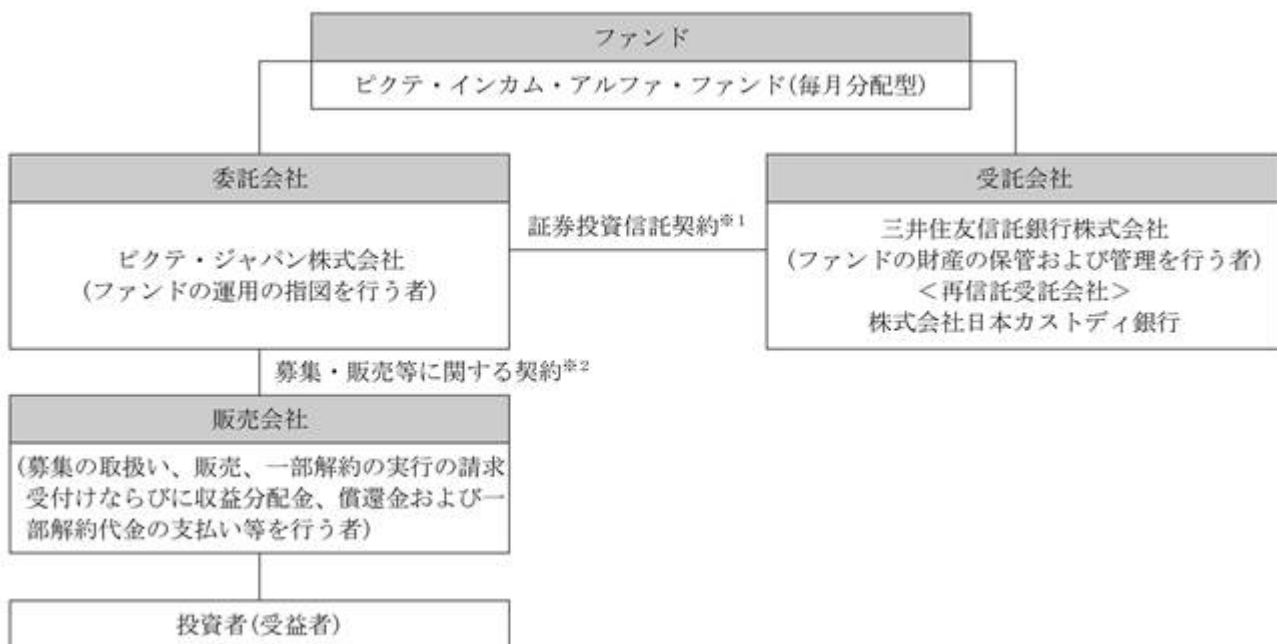 ファンド
ピクテ・インカム・アルファ・ファンド(毎月分配型)
委託会社
ピクテ・ジャパン株式会社
(ファンドの運用の指図を行う者)
証券投資信託契約※1
受託会社
三井住友信託銀行株式会社
(ファンドの財産の保管および管理を行う者)
<再信託受託会社>
株式会社日本カストディ銀行
募集・販売等に関する契約※2
販売会社
(募集の取扱い、販売、一部解約の実行の請求
受付けならびに収益分配金、償還金および一
部解約代金の支払い等を行う者)
投資者(受益者)